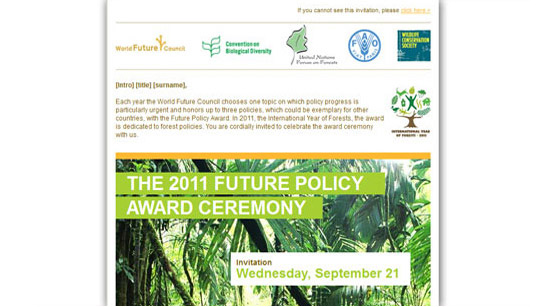 If you cannot see this invitation, please click here >
World Future Council
Convention on
Biological Diversity
United Nations
Forum on Forests
FAO
FIAT PANIS
WILDLIFE
CONSERVATION
SOCIETY
[Intro] [title] [surname],
Each year the World Future Council chooses one topic on which policy progress is
particularly urgent and honors up to three policies, which could be exemplary for other
countries, with the Future Policy Award. In 2011, the International Year of Forests, the award
is dedicated to forest policies. You are cordially invited to celebrate the award ceremony
with us.
INTERNATIONAL YEAR
OF FORESTS · 2011
THE 2011 FUTURE POLICY
AWARD CEREMONY
Invitation
Wednesday, September 21